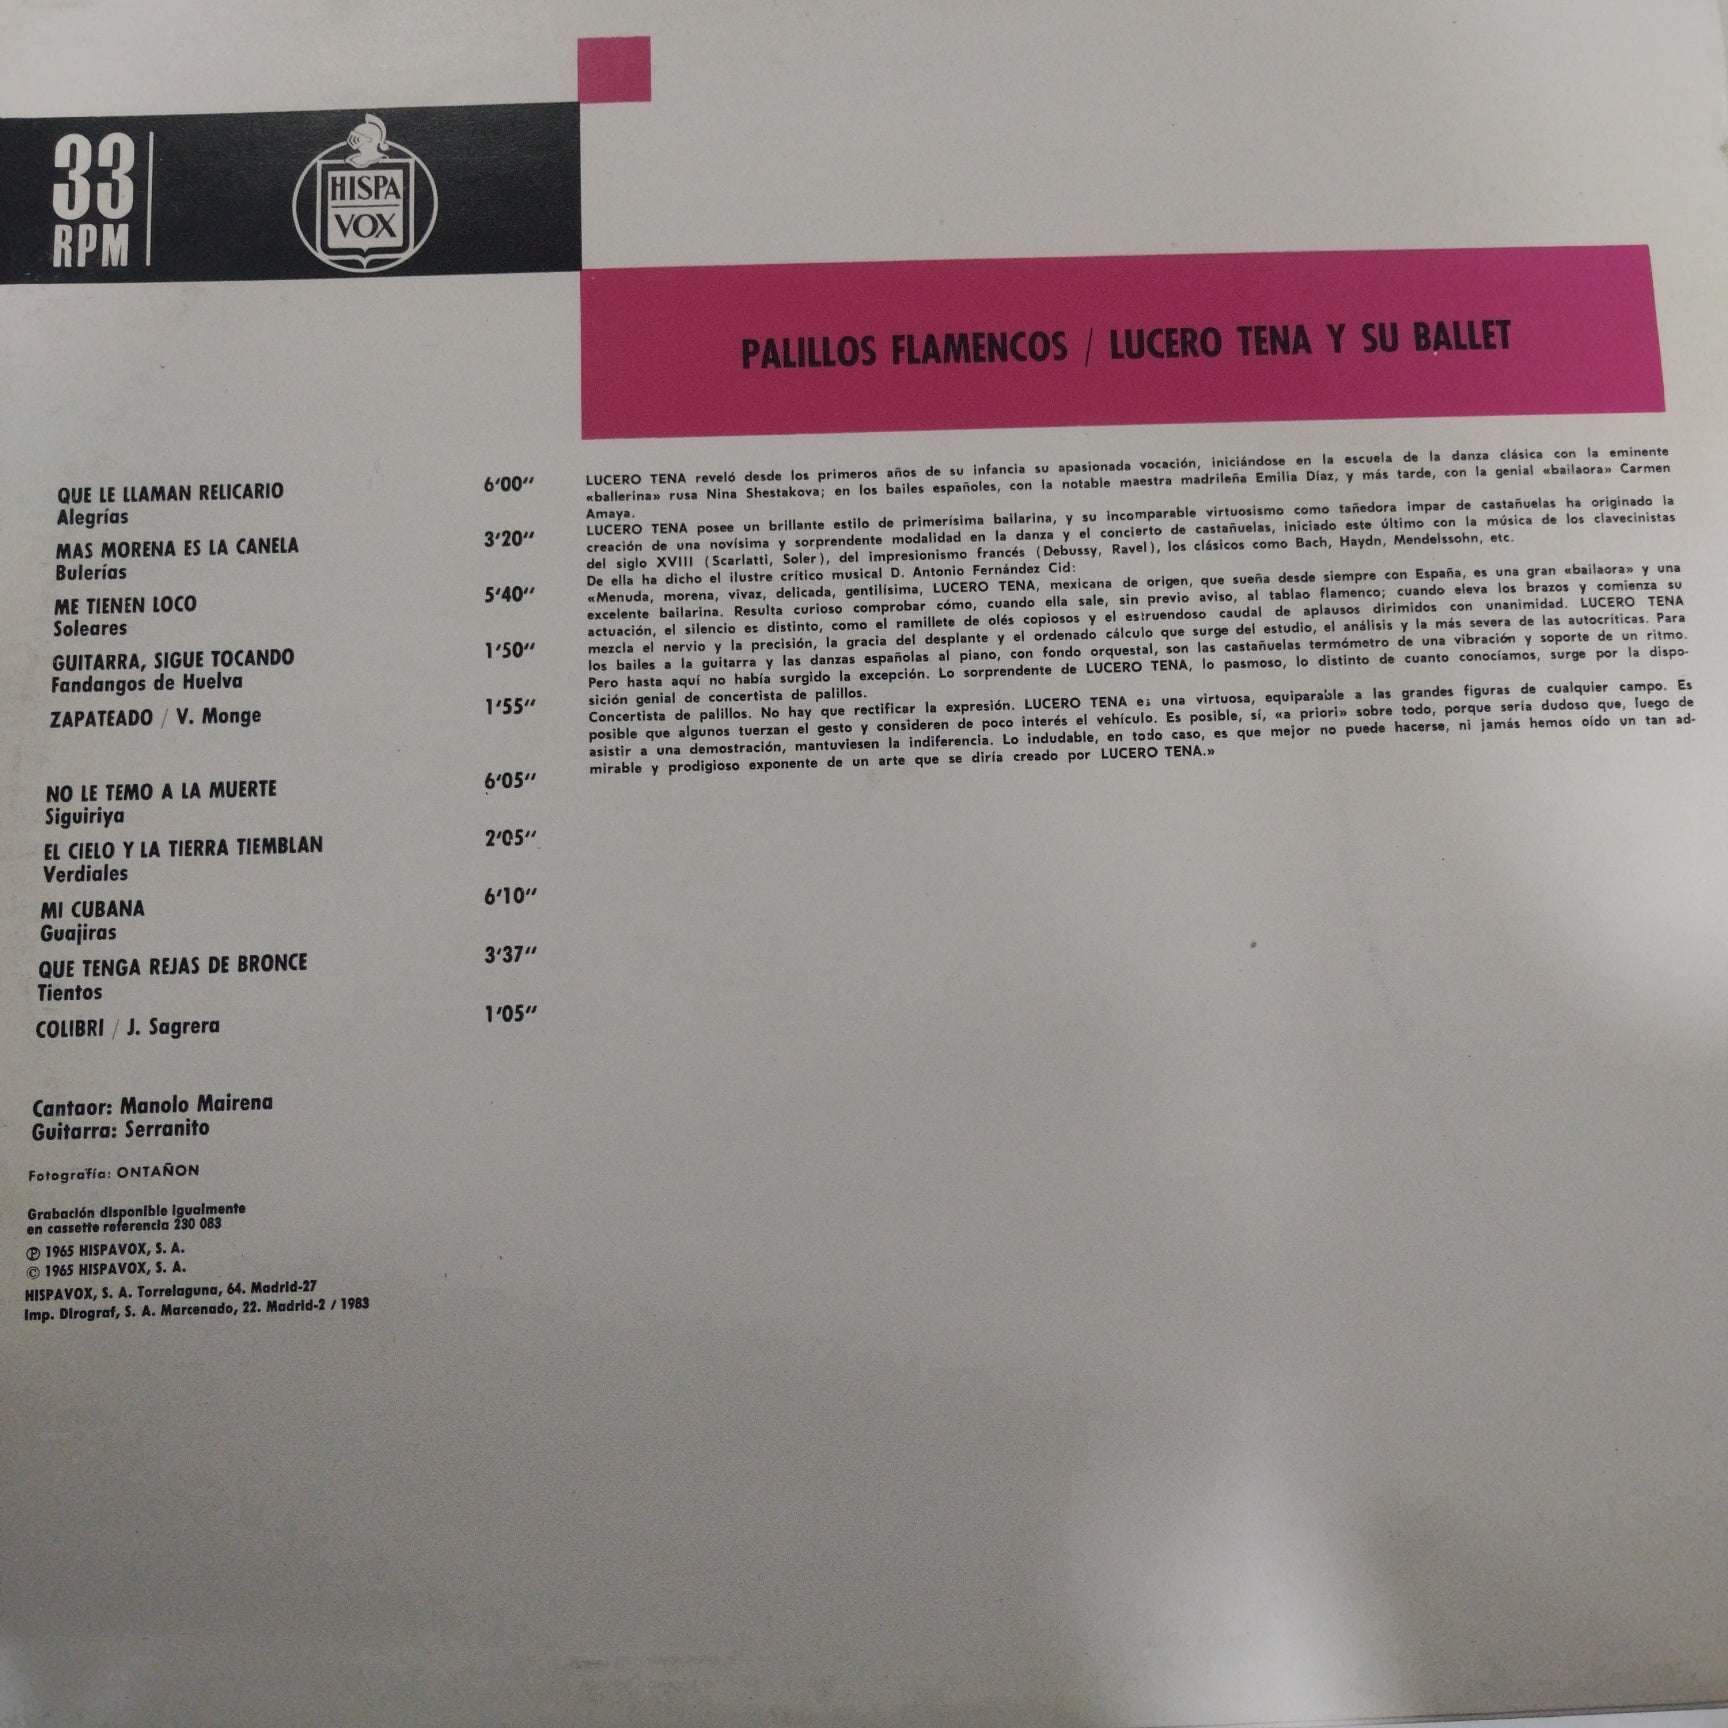 33
RPM
HISPA
VOX
PALILLOS FLAMENCOS / LUCERO TENA Y SU BALLET
QUE LE LLAMAN RELICARIO 6'00"
Alegrías
MAS MORENA ES LA CANELA 3'20"
Bulerías
ME TIENEN LOCO 5'40"
Soleares
GUITARRA, SIGUE TOCANDO 1'50"
Fandangos de Huelva
ZAPATEADO / V. Monge 1'55"
NO LE TEMO A LA MUERTE 6'05"
Siguiriya
EL CIELO Y LA TIERRA TIEMBLAN 2'05"
Verdiales
MI CUBANA 6'10"
Guajiras
QUE TENGA REJAS DE BRONCE 3'37"
Tientos
COLIBRI / J. Sagrera 1'05"
Cantaor: Manolo Mairena
Guitarra: Serranito
Fotografía: ONTAÑON
Grabación disponible igualmente
en cassette referencia 230 083
℗ 1965 HISPAVOX, S. A.
© 1965 HISPAVOX, S. A.
HISPAVOX, S. A. Torrelaguna, 64. Madrid-27
Imp. Dirograf, S. A. Marcenado, 22. Madrid-2 / 1983
LUCERO TENA reveló desde los primeros años de su infancia su apasionada vocación, iniciándose en la escuela de la danza clásica con la eminente
«ballerina» rusa Nina Shestakova; en los bailes españoles, con la notable maestra madrileña Emilia Díaz, y más tarde, con la genial «bailaora» Carmen
Amaya.
LUCERO TENA posee un brillante estilo de primerísima bailarina, y su incomparable virtuosismo como tañedora impar de castañuelas ha originado la
creación de una novísima y sorprendente modalidad en la danza y el concierto de castañuelas, iniciado este último con la música de los clavecinistas
del siglo XVIII (Scarlatti, Soler), del impresionismo francés (Debussy, Ravel), los clásicos como Bach, Haydn, Mendelssohn, etc.
De ella ha dicho el ilustre crítico musical D. Antonio Fernández Cid:
«Menuda, morena, vivaz, delicada, gentilísima, LUCERO TENA, mexicana de origen, que sueña desde siempre con España, es una gran «bailaora» y una
excelente bailarina. Resulta curioso comprobar cómo, cuando ella sale, sin previo aviso, al tablao flamenco; cuando eleva los brazos y comienza su
actuación, el silencio es distinto, como el ramillete de olés copiosos y el estruendoso caudal de aplausos dirimidos con unanimidad. LUCERO TENA
mezcla el nervio y la precisión, la gracia del desplante y el ordenado cálculo que surge del estudio, el análisis y la más severa de las autocríticas. Para
los bailes a la guitarra y las danzas españolas al piano, con fondo orquestal, son las castañuelas termómetro de una vibración y soporte de un ritmo.
Pero hasta aquí no había surgido la excepción. Lo sorprendente de LUCERO TENA, lo pasmoso, lo distinto de cuanto conocíamos, surge por la dispo-
sición genial de concertista de palillos.
Concertista de palillos. No hay que rectificar la expresión. LUCERO TENA es una virtuosa, equiparable a las grandes figuras de cualquier campo. Es
posible que algunos tuerzan el gesto y consideren de poco interés el vehículo. Es posible, sí, «a priori» sobre todo, porque sería dudoso que, luego de
asistir a una demostración, mantuviesen la indiferencia. Lo indudable, en todo caso, es que mejor no puede hacerse, ni jamás hemos oído un tan ad-
mirable y prodigioso exponente de un arte que se diría creado por LUCERO TENA.»